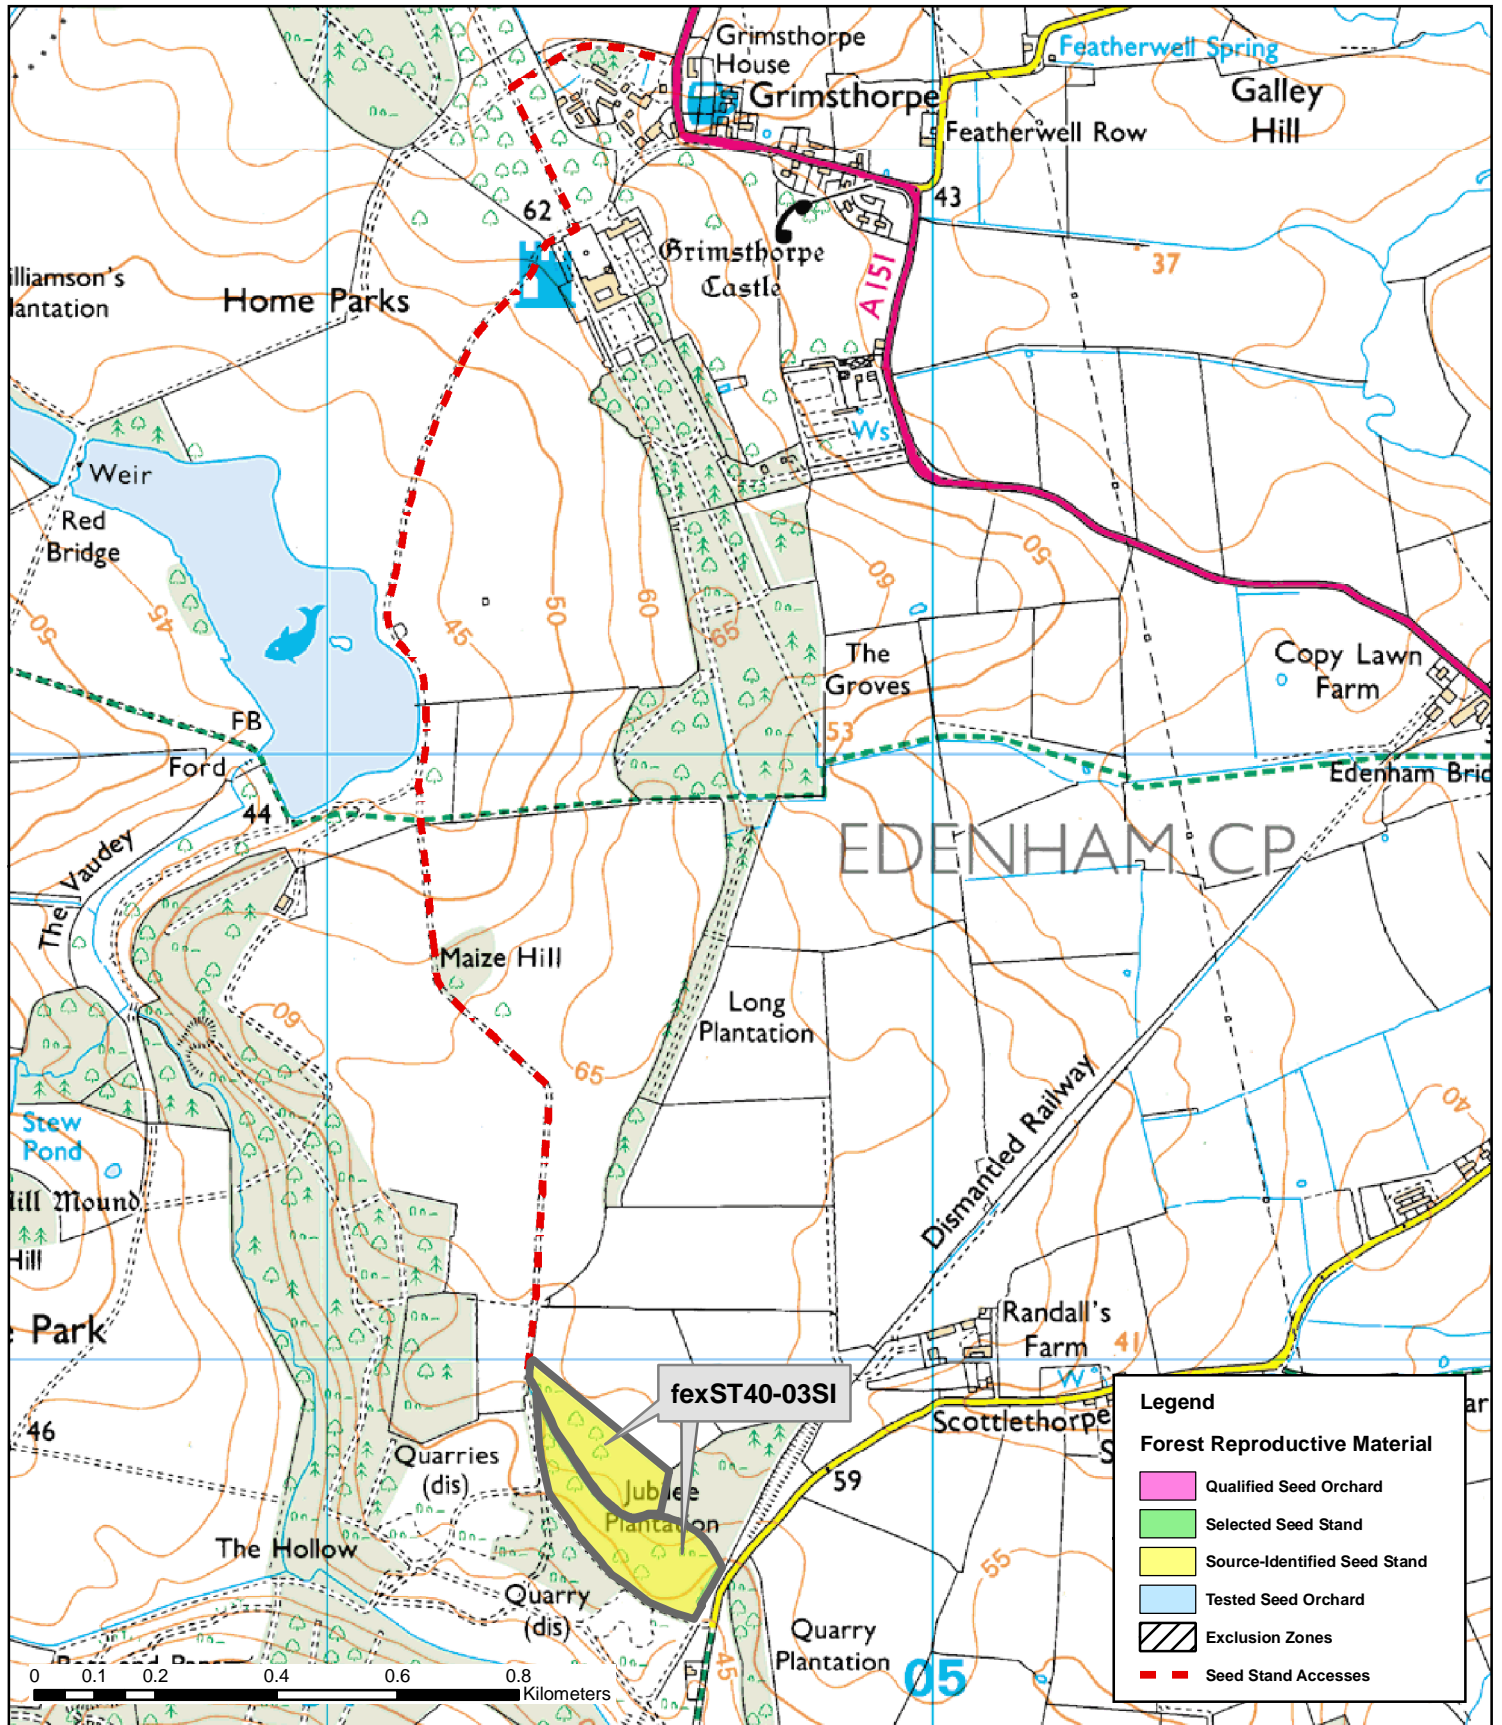 Grimsthorpe
House
Featherwell Spring
Grimsthorpe
Galley
Hill
Featherwell Row
43
62
Grimsthorpe
Castle
A 151
37
illiamson's
lantation
Home Parks
Weir
Ws
Red
Bridge
50
45
45
50
60
65
60
50
The
Groves
Copy Lawn
Farm
FB
53
Ford
Edenham Brid
44
EDENHAM CP
The Vaudey
Maize Hill
Long
Plantation
60
65
Dismantled Railway
40
Stew
Pond
ill Mound
Hill
Randall's
Farm
41
Park
W
fexST40-03SI
Scottlethorpe
S
ar
46
Quarries
(dis)
Jubilee
Plantation
59
The Hollow
Quarry
(dis)
55
Quarry
Plantation
45
05
0 0.1 0.2 0.4 0.6 0.8
Kilometers
Legend
Forest Reproductive Material
Qualified Seed Orchard
Selected Seed Stand
Source-Identified Seed Stand
Tested Seed Orchard
Exclusion Zones
Seed Stand Accesses